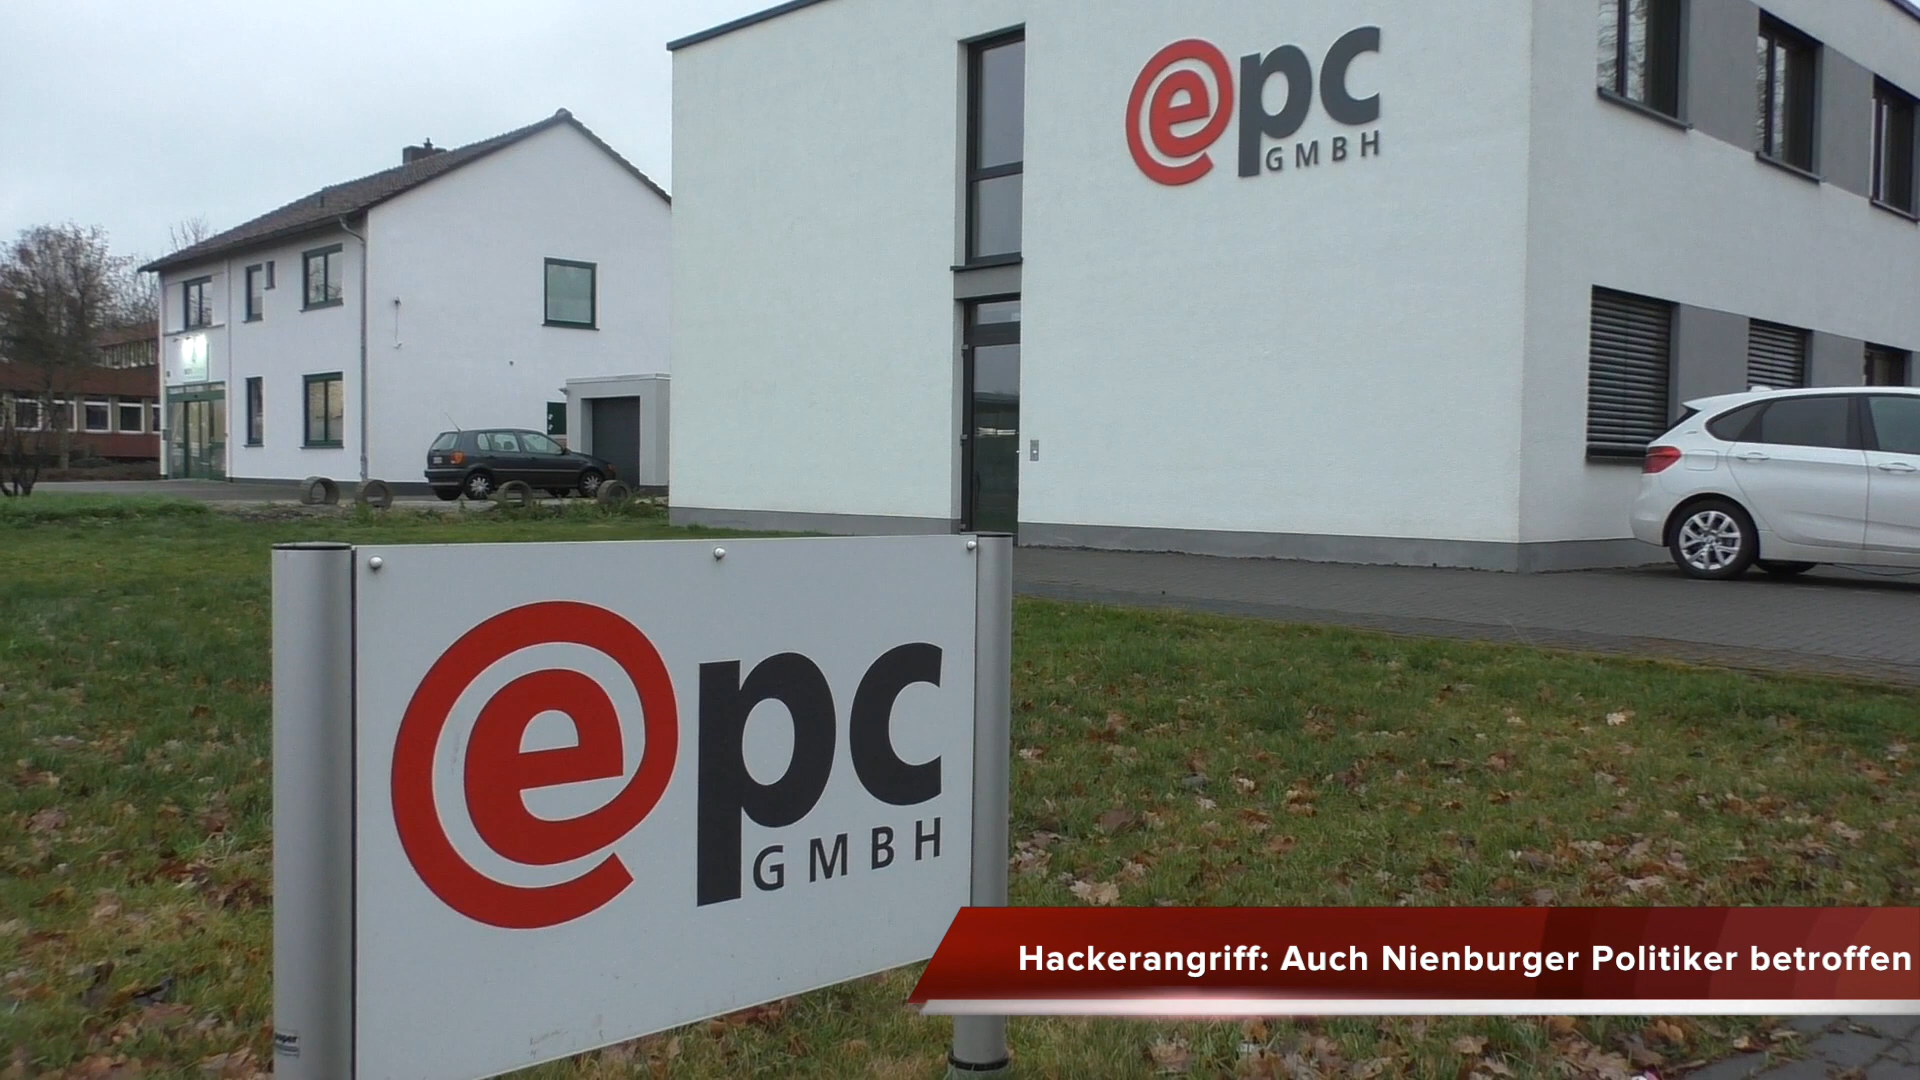 epc
GMBH
epc
GMBH
Hackerangriff: Auch Nienburger Politiker betroffen